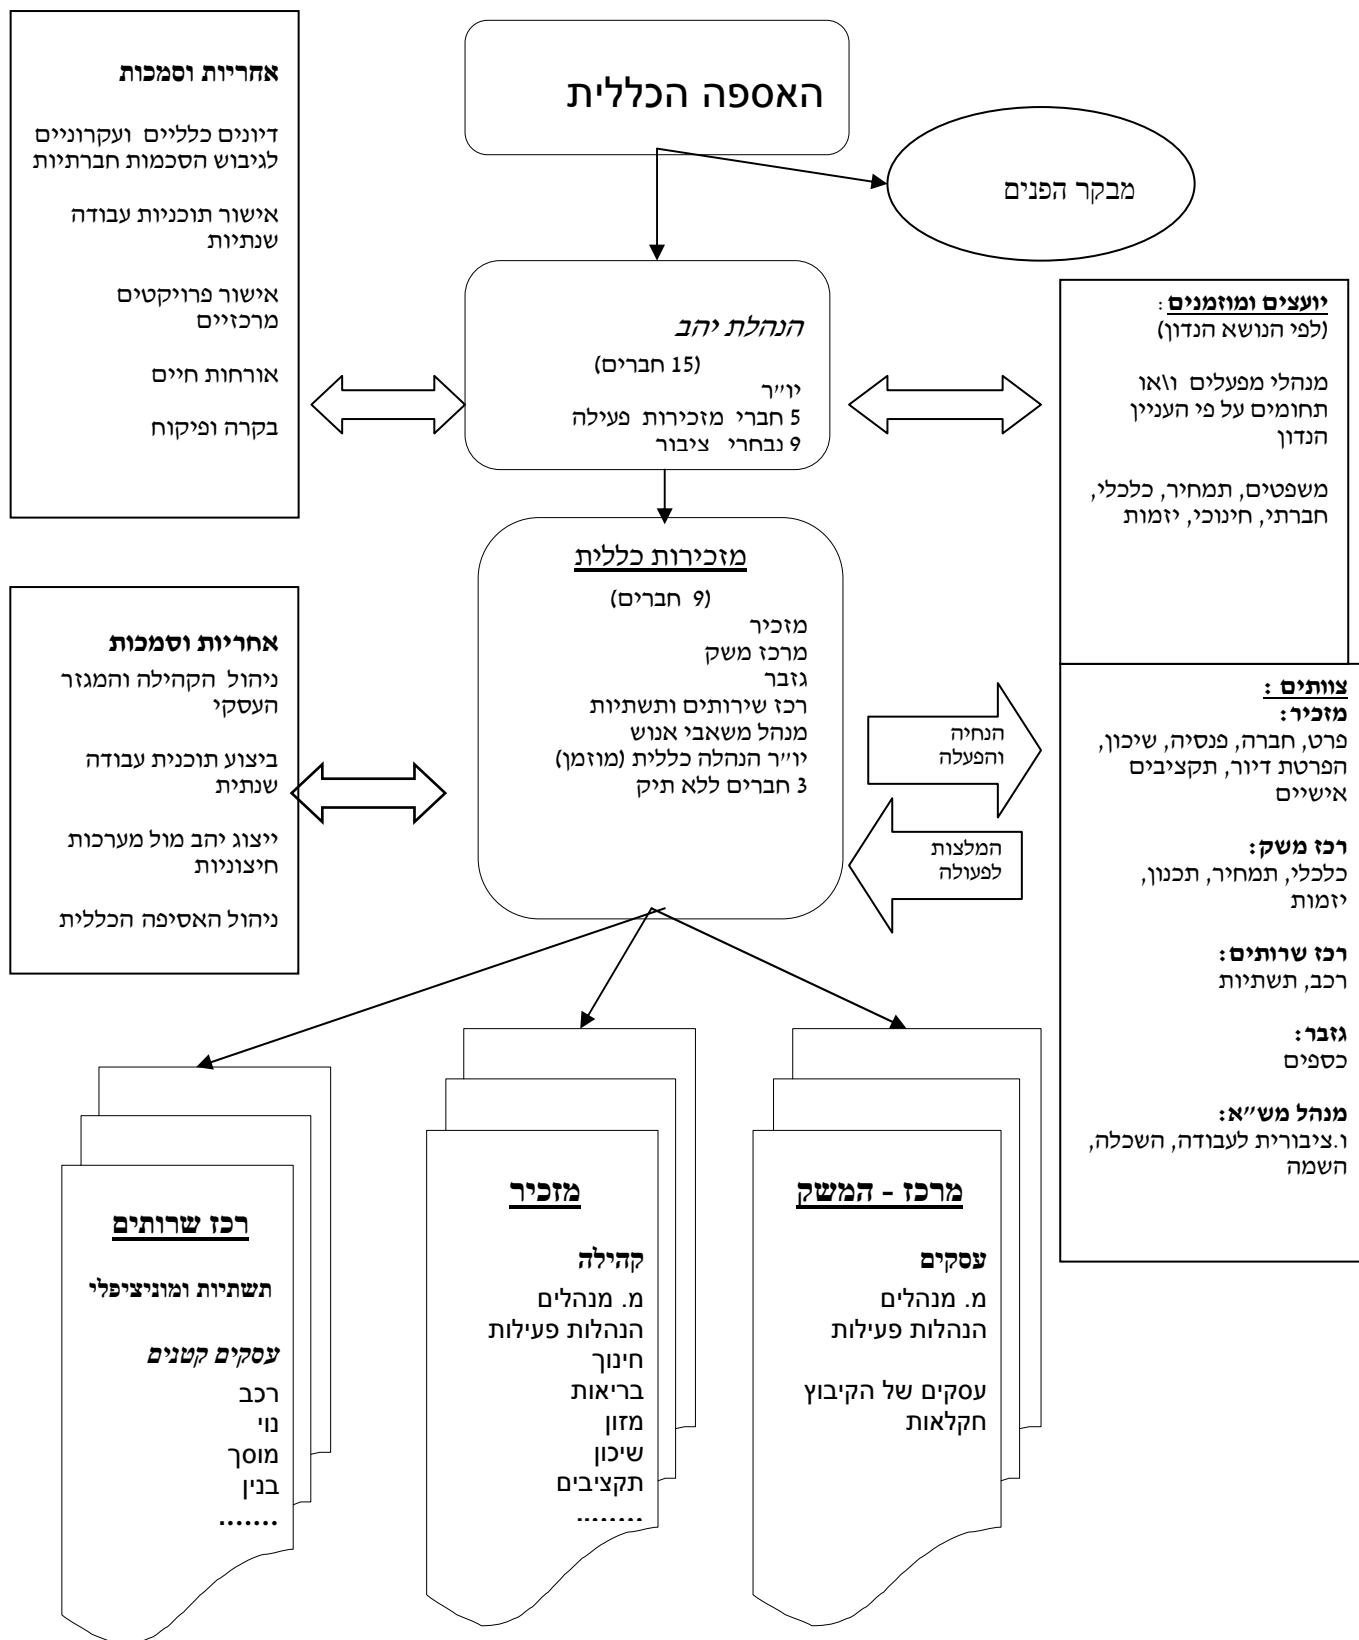 האספה הכללית
מבקר הפנים
אחריות וסמכות
דיונים כלליים ועקרוניים
לגיבוש הסכמות חברתיות
אישור תוכניות עבודה
שנתיות
אישור פרויקטים
מרכזיים
אורחות חיים
בקרה ופיקוח
הנהלת יהב
(15 חברים)
יו"ר
5 חברי מזכירות פעילה
9 נבחרי ציבור
יועצים ומוזמנים:
(לפי הנושא הנדון)
מנהלי מפעלים ו\או
תחומים על פי העניין
הנדון
משפטים, תמחיר, כלכלי,
חברתי, חינוכי, יזמות
מזכירות כללית
(9 חברים)
מזכיר
מרכז משק
גזבר
רכז שירותים ותשתיות
מנהל משאבי אנוש
יו"ר הנהלה כללית (מוזמן)
3 חברים ללא תיק
אחריות וסמכות
ניהול הקהילה והמגזר
העסקי
ביצוע תוכנית עבודה
שנתית
ייצוג יהב מול מערכות
חיצוניות
ניהול האסיפה הכללית
הנחיה
והפעלה
המלצות
לפעולה
צוותים :
מזכיר:
פרט, חברה, פנסיה, שיכון,
הפרטת דיור, תקציבים
אישיים
רכז משק:
כלכלי, תמחיר, תכנון,
יזמות
רכז שרותים:
רכב, תשתיות
גזבר:
כספים
מנהל מש"א:
ו.ציבורית לעבודה, השכלה,
השמה
מרכז - המשק
עסקים
מ. מנהלים
הנהלות פעילות
עסקים של הקיבוץ
חקלאות
מזכיר
קהילה
מ. מנהלים
הנהלות פעילות
חינוך
בריאות
מזון
שיכון
תקציבים
........
רכז שרותים
תשתיות ומוניציפלי
עסקים קטנים
רכב
נוי
מוסך
בנין
.......